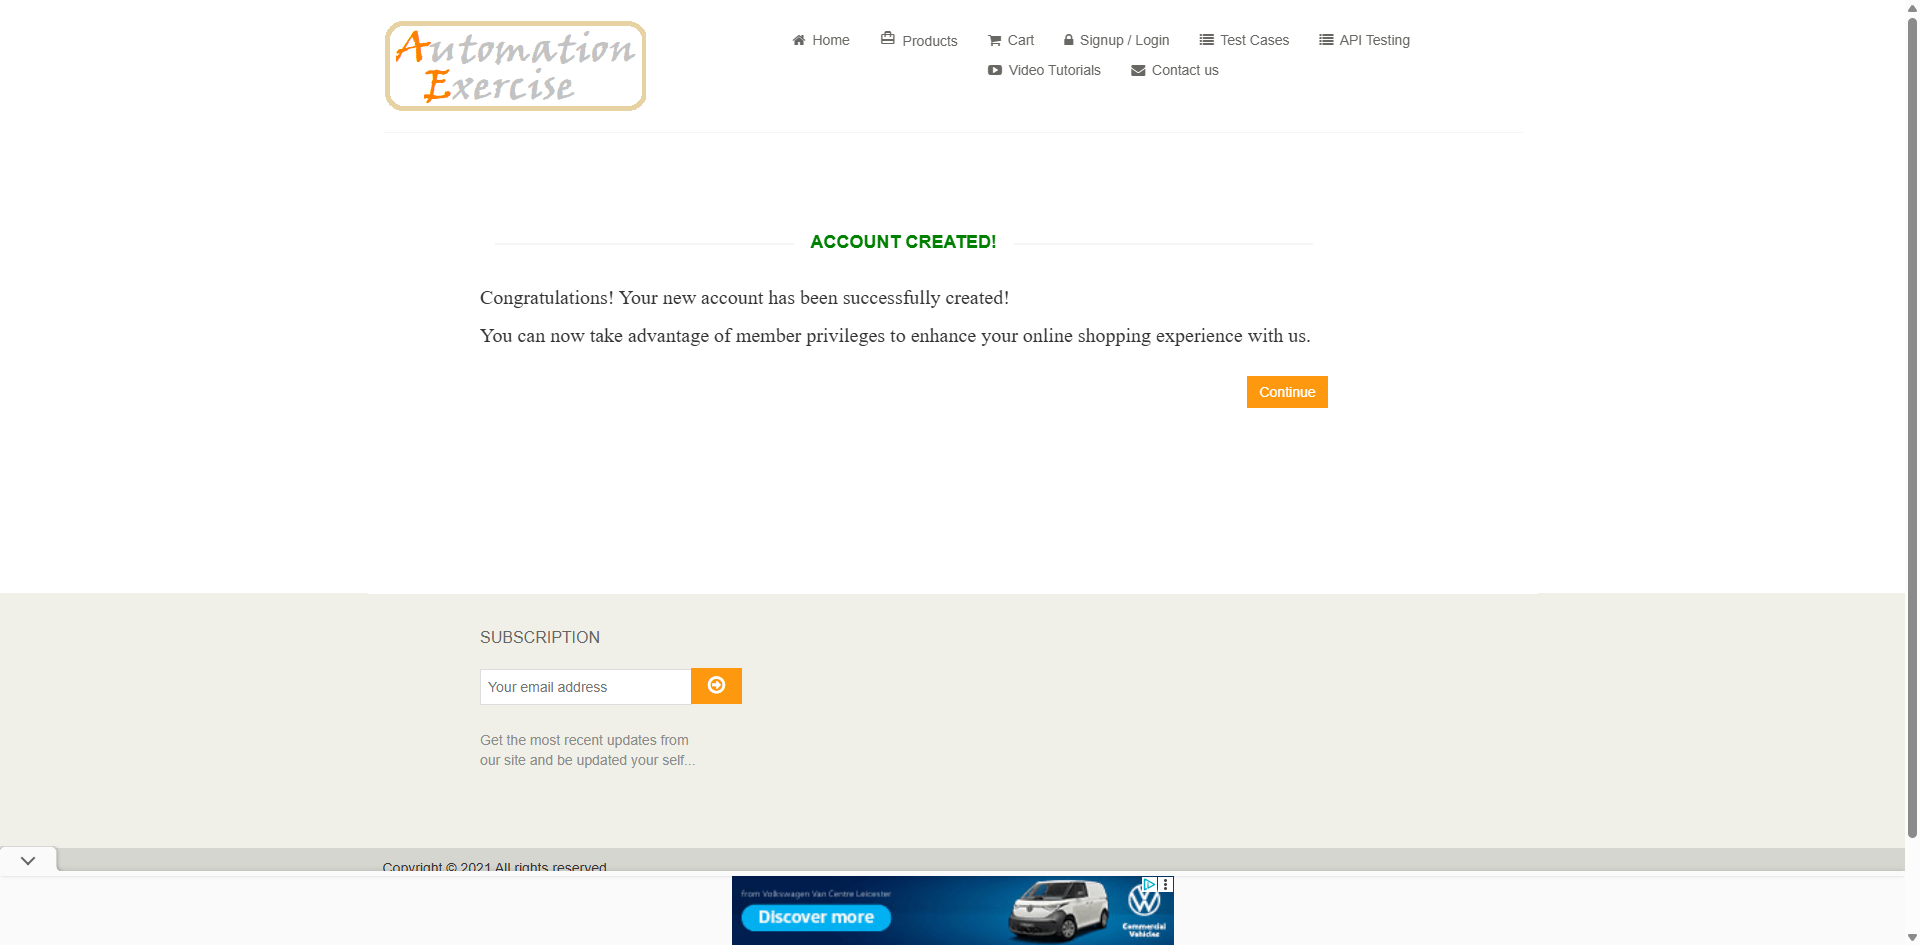 Automation
Exercise
Home
Products
Cart
Signup / Login
Test Cases
API Testing
Video Tutorials
Contact us
ACCOUNT CREATED!
Congratulations! Your new account has been successfully created!
You can now take advantage of member privileges to enhance your online shopping experience with us.
Continue
SUBSCRIPTION
Your email address
Get the most recent updates from
our site and be updated your self...
Copyright © 2021 All rights reserved
from Volkswagen Van Centre Leicester
Discover more
Commercial
Vehicles